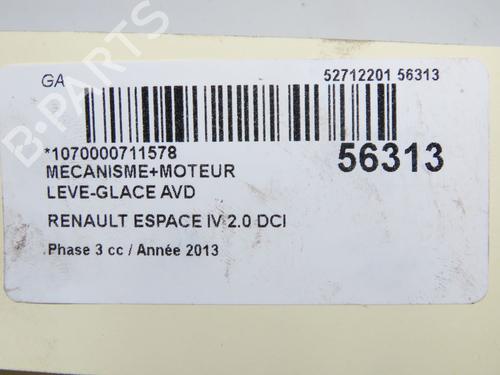 GA 52712201 56313
*1070000711578 56313
MECANISME+MOTEUR
LEVE-GLACE AVD
RENAULT ESPACE IV 2.0 DCI
Phase 3 cc / Année 2013
B-PARTS